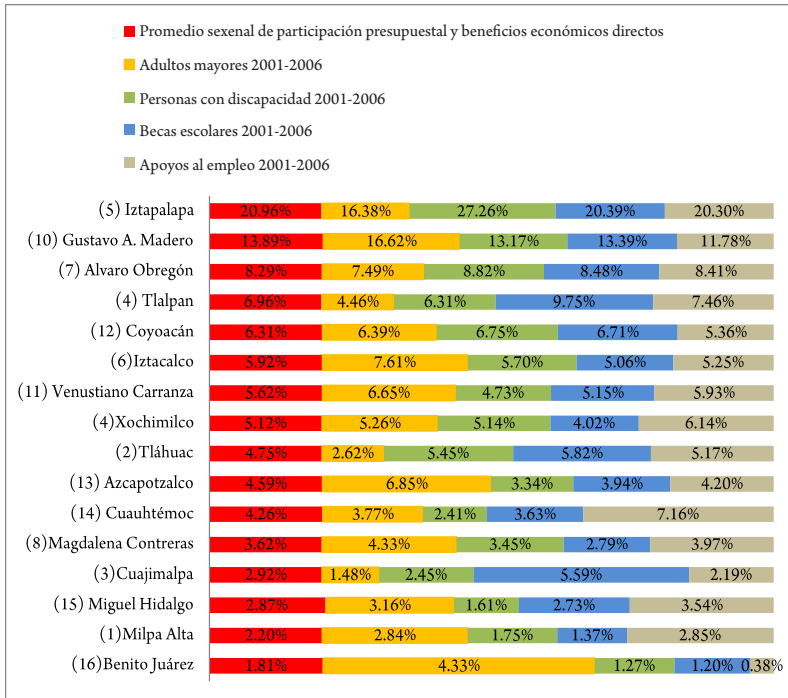 Promedio sexenal de participación presupuestal y beneficios económicos directos
Adultos mayores 2001-2006
Personas con discapacidad 2001-2006
Becas escolares 2001-2006
Apoyos al empleo 2001-2006
(5) Iztapalapa 20.96% 16.38% 27.26% 20.39% 20.30%
(10) Gustavo A. Madero 13.89% 16.62% 13.17% 13.39% 11.78%
(7) Alvaro Obregón 8.29% 7.49% 8.82% 8.48% 8.41%
(4) Tlalpan 6.96% 4.46% 6.31% 9.75% 7.46%
(12) Coyoacán 6.31% 6.39% 6.75% 6.71% 5.36%
(6)Iztacalco 5.92% 7.61% 5.70% 5.06% 5.25%
(11) Venustiano Carranza 5.62% 6.65% 4.73% 5.15% 5.93%
(4)Xochimilco 5.12% 5.26% 5.14% 4.02% 6.14%
(2)Tláhuac 4.75% 2.62% 5.45% 5.82% 5.17%
(13) Azcapotzalco 4.59% 6.85% 3.34% 3.94% 4.20%
(14) Cuauhtémoc 4.26% 3.77% 2.41% 3.63% 7.16%
(8)Magdalena Contreras 3.62% 4.33% 3.45% 2.79% 3.97%
(3)Cuajimalpa 2.92% 1.48% 2.45% 5.59% 2.19%
(15) Miguel Hidalgo 2.87% 3.16% 1.61% 2.73% 3.54%
(1)Milpa Alta 2.20% 2.84% 1.75% 1.37% 2.85%
(16)Benito Juárez 1.81% 4.33% 1.27% 1.20% 0.38%